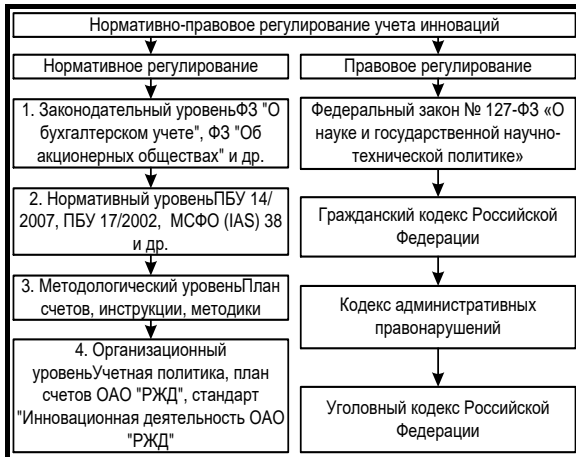 Нормативно-правовое регулирование учета инноваций
Нормативное регулирование
1. Законодательный уровеньФЗ "О
бухгалтерском учете", ФЗ "Об
акционерных обществах" и др.
2. Нормативный уровеньПБУ 14/
2007, ПБУ 17/2002, МСФО (IAS) 38
и др.
3. Методологический уровеньПлан
счетов, инструкции, методики
4. Организационный
уровеньУчетная политика, план
счетов ОАО "РЖД", стандарт
"Инновационная деятельность ОАО
"РЖД"
Правовое регулирование
Федеральный закон № 127-ФЗ «О
науке и государственной научно-
технической политике»
Гражданский кодекс Российской
Федерации
Кодекс административных
правонарушений
Уголовный кодекс Российской
Федерации